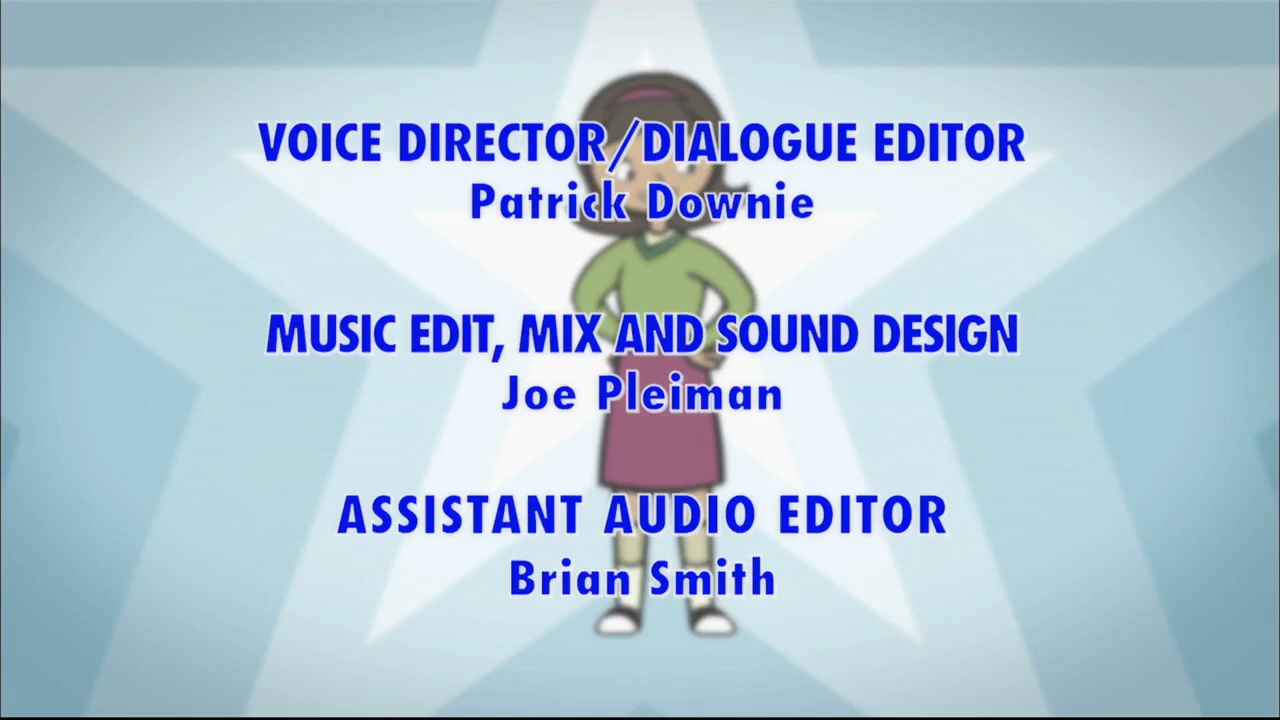 VOICE DIRECTOR/DIALOGUE EDITOR
Patrick Downie
MUSIC EDIT, MIX AND SOUND DESIGN
Joe Pleiman
ASSISTANT AUDIO EDITOR
Brian Smith